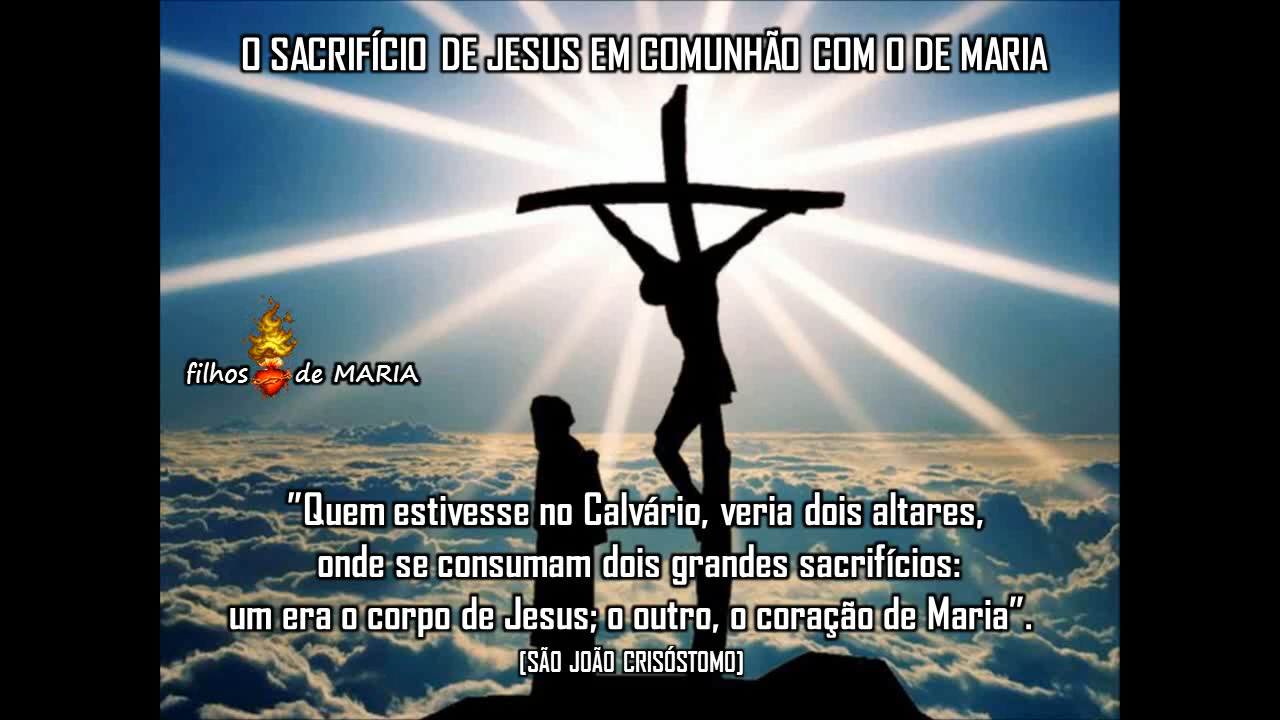 O SACRIFÍCIO DE JESUS EM COMUNHÃO COM O DE MARIA
filhos de MARIA
"Quem estivesse no Calvário, veria dois altares,
onde se consumam dois grandes sacrifícios:
um era o corpo de Jesus; o outro, o coração de Maria".
[SÃO JOÃO CRISÓSTOMO]